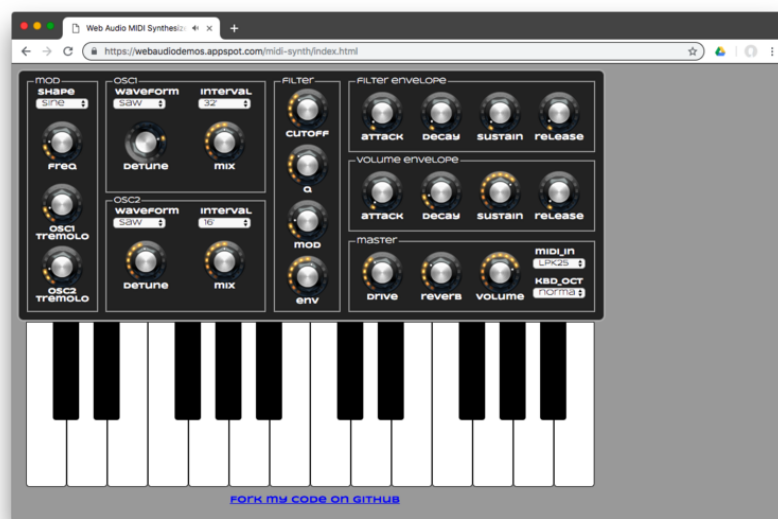 Web Audio MIDI Synthesiz
https://webaudiodemos.appspot.com/midi-synth/index.html
MOD
SHAPE
sine
FREQ
OSC1
TREMOLO
OSC2
TREMOLO
OSC1
WAVEFORM
INTERVAL
saw
32'
DETUNE
MIX
OSC2
WAVEFORM
INTERVAL
saw
16'
DETUNE
MIX
FILTER
CUTOFF
Q
MOD
ENV
FILTER ENVELOPE
ATTACK
DECAY
SUSTAIN
RELEASE
VOLUME ENVELOPE
ATTACK
DECAY
SUSTAIN
RELEASE
MASTER
DRIVE
REVERB
VOLUME
MIDI_IN
LPK25
KBD_OCT
norma
FORK MY CODE ON GITHUB